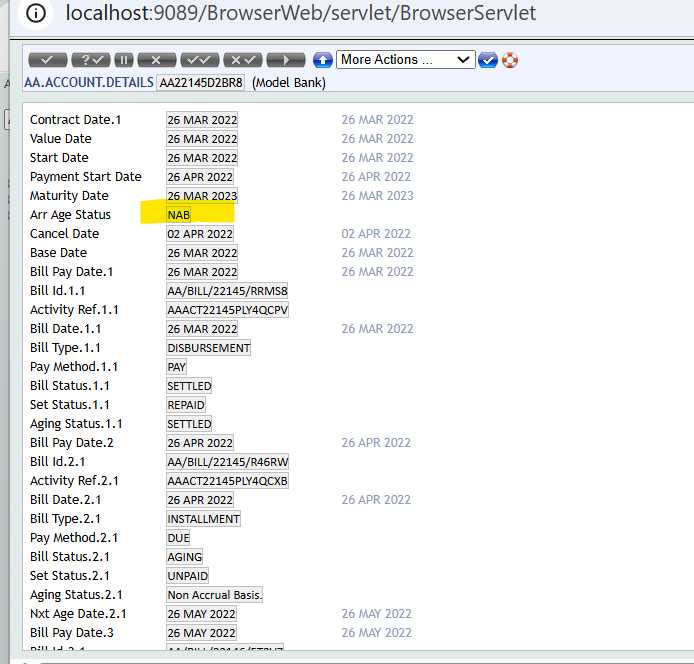 localhost:9089/BrowserWeb/servlet/BrowserServlet
More Actions ...
AA.ACCOUNT.DETAILS AA22145D2BR8 (Model Bank)
Contract Date.1 26 MAR 2022 26 MAR 2022
Value Date 26 MAR 2022 26 MAR 2022
Start Date 26 MAR 2022 26 MAR 2022
Payment Start Date 26 APR 2022 26 APR 2022
Maturity Date 26 MAR 2023 26 MAR 2023
Arr Age Status NAB
Cancel Date 02 APR 2022 02 APR 2022
Base Date 26 MAR 2022 26 MAR 2022
Bill Pay Date.1 26 MAR 2022 26 MAR 2022
Bill Id.1.1 AA/BILL/22145/RRMS8
Activity Ref.1.1 AAACT22145PLY4QCPV
Bill Date.1.1 26 MAR 2022 26 MAR 2022
Bill Type.1.1 DISBURSEMENT
Pay Method.1.1 PAY
Bill Status.1.1 SETTLED
Set Status.1.1 REPAID
Aging Status.1.1 SETTLED
Bill Pay Date.2 26 APR 2022 26 APR 2022
Bill Id.2.1 AA/BILL/22145/R46RW
Activity Ref.2.1 AAACT22145PLY4QCXB
Bill Date.2.1 26 APR 2022 26 APR 2022
Bill Type.2.1 INSTALLMENT
Pay Method.2.1 DUE
Bill Status.2.1 AGING
Set Status.2.1 UNPAID
Aging Status.2.1 Non Accrual Basis.
Nxt Age Date.2.1 26 MAY 2022 26 MAY 2022
Bill Pay Date.3 26 MAY 2022 26 MAY 2022